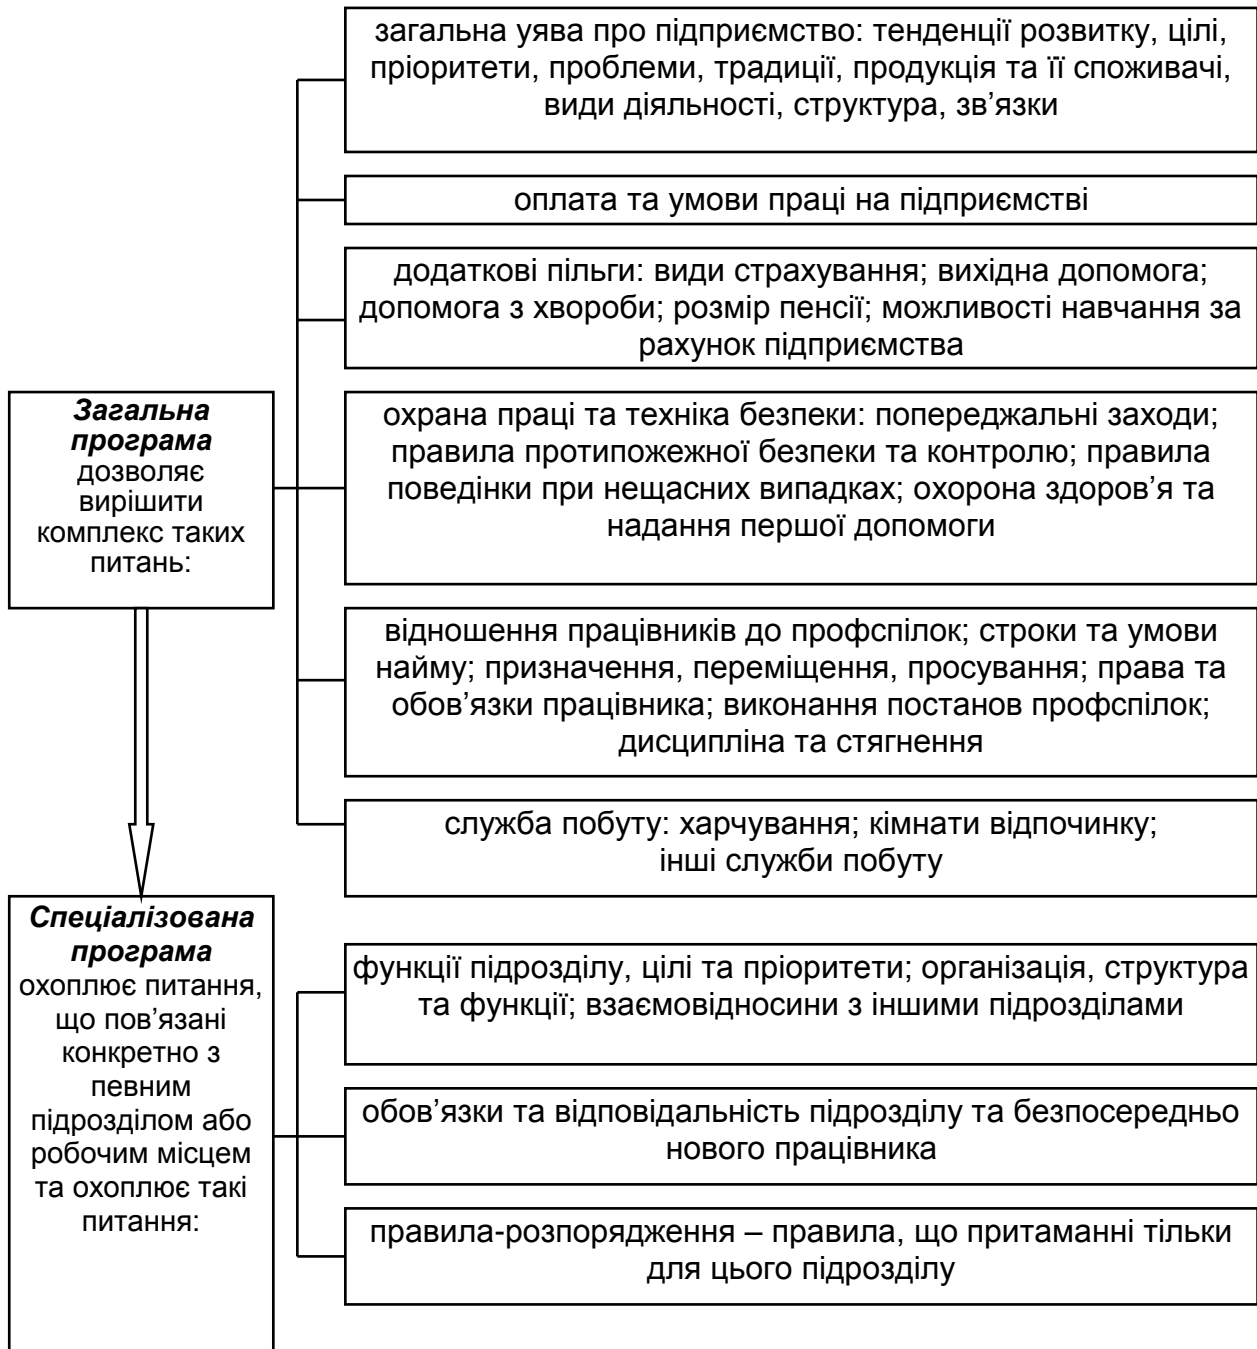 загальна уява про підприємство: тенденції розвитку, цілі,
пріоритети, проблеми, традиції, продукція та її споживачі,
види діяльності, структура, зв’язки
оплата та умови праці на підприємстві
додаткові пільги: види страхування; вихідна допомога;
допомога з хвороби; розмір пенсії; можливості навчання за
рахунок підприємства
Загальна
програма
дозволяє
вирішити
комплекс таких
питань:
охрана праці та техніка безпеки: попереджальні заходи;
правила протипожежної безпеки та контролю; правила
поведінки при нещасних випадках; охорона здоров’я та
надання першої допомоги
відношення працівників до профспілок; строки та умови
найму; призначення, переміщення, просування; права та
обов’язки працівника; виконання постанов профспілок;
дисципліна та стягнення
служба побуту: харчування; кімнати відпочинку;
інші служби побуту
Спеціалізована
програма
охоплює питання,
що пов’язані
конкретно з
певним
підрозділом або
робочим місцем
та охоплює такі
питання:
функції підрозділу, цілі та пріоритети; організація, структура
та функції; взаємовідносини з іншими підрозділами
обов’язки та відповідальність підрозділу та безпосередньо
нового працівника
правила-розпорядження – правила, що притаманні тільки
для цього підрозділу